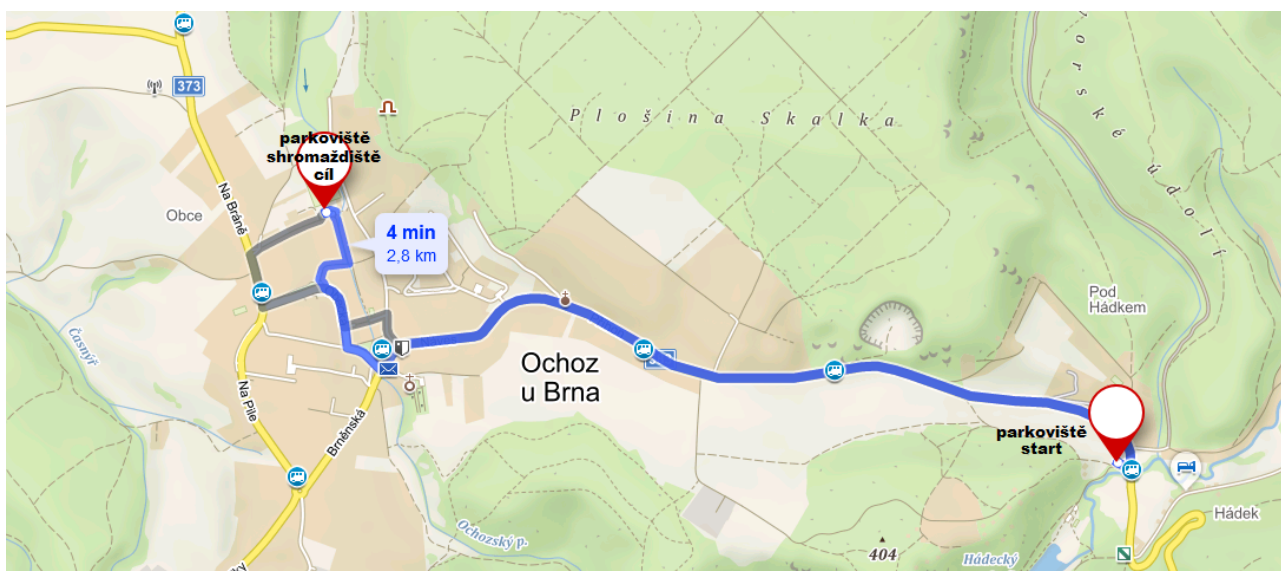 373
parkoviště
shromaždiště
cíl
Plošina Skalka
orské údolí
Na Bráně
Obce
4 min
2,8 km
Pod
Hádkem
Časnýř
Ochoz
u Brna
Na Pile
Brněnská
parkoviště
start
Ochozský p.
404
Hádecký
Hádek